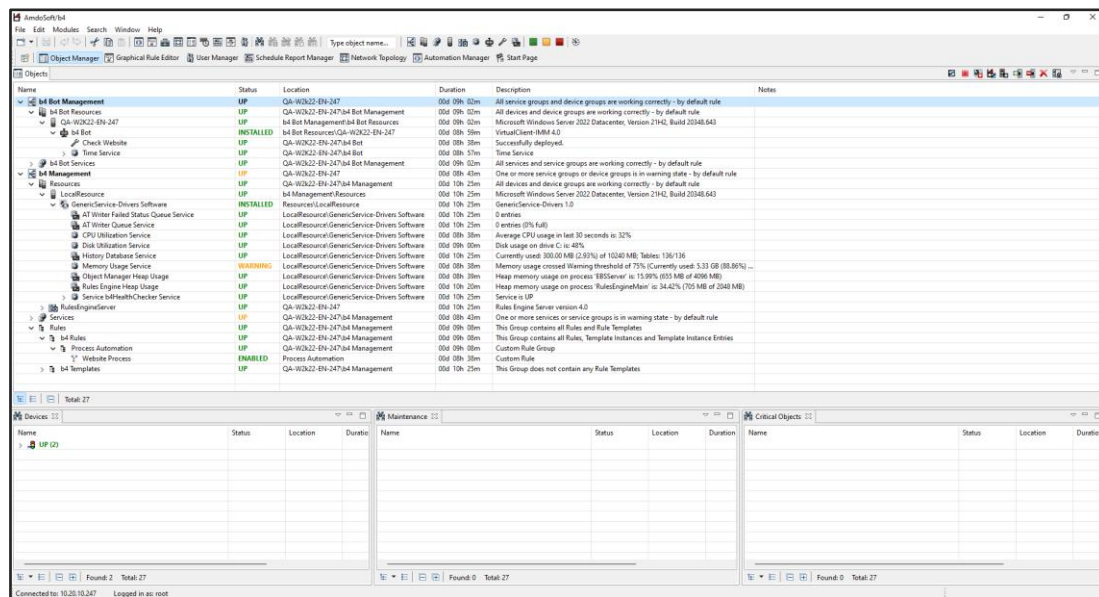 AmdoSoft/b4
File Edit Modules Search Window Help
Type object name...
Object Manager Graphical Rule Editor User Manager Schedule Report Manager Network Topology Automation Manager Start Page
Objects
Name Status Location Duration Description Notes
b4 Bot Management UP QA-W2k22-EN-247 00d 09h 02m All service groups and device groups are working correctly - by default rule
b4 Bot Resources UP QA-W2K22-EN-247\b4 Bot Management 00d 09h 02m All devices and device groups are working correctly - by default rule
QA-W2K22-EN-247 UP b4 Bot Management\b4 Bot Resources 00d 09h 02m Microsoft Windows Server 2022 Datacenter, Version 21H2, Build 20348.643
b4 Bot INSTALLED b4 Bot Resources\QA-W2K22-EN-247 00d 08h 59m VirtualClient-IMM 4.0
Check Website UP QA-W2K22-EN-247\b4 Bot 00d 08h 38m Successfully deployed.
Time Service UP QA-W2K22-EN-247\b4 Bot 00d 08h 57m Time Service
b4 Bot Services UP QA-W2K22-EN-247\b4 Bot Management 00d 09h 02m All services and service groups are working correctly - by default rule
b4 Management UP QA-W2k22-EN-247 00d 08h 43m One or more service groups or device groups is in warning state - by default rule
Resources UP QA-W2k22-EN-247\b4 Management 00d 10h 25m All devices and device groups are working correctly - by default rule
LocalResource UP b4 Management\Resources 00d 10h 25m Microsoft Windows Server 2022 Datacenter, Version 21H2, Build 20348.643
GenericService-Drivers Software INSTALLED Resources\LocalResource 00d 10h 25m GenericService-Drivers 1.0
AT Writer Failed Status Queue Service UP LocalResource\GenericService-Drivers Software 00d 10h 25m 0 entries
AT Writer Queue Service UP LocalResource\GenericService-Drivers Software 00d 10h 25m 0 entries (0% full)
CPU Utilization Service UP LocalResource\GenericService-Drivers Software 00d 08h 38m Average CPU usage in last 30 seconds is: 32%
Disk Utilization Service UP LocalResource\GenericService-Drivers Software 00d 09h 00m Disk usage on drive C: is: 48%
History Database Service UP LocalResource\GenericService-Drivers Software 00d 10h 25m Currently used: 300.00 MB (2.93%) of 10240 MB; Tables: 136/136
Memory Usage Service WARNING LocalResource\GenericService-Drivers Software 00d 08h 38m Memory usage crossed Warning threshold of 75% (Currently used: 5.33 GB (88.86%) ...
Object Manager Heap Usage UP LocalResource\GenericService-Drivers Software 00d 08h 39m Heap memory usage on process 'EBSServer' is: 15.99% (655 MB of 4096 MB)
Rules Engine Heap Usage UP LocalResource\GenericService-Drivers Software 00d 10h 20m Heap memory usage on process 'RulesEngineMain' is: 34.42% (705 MB of 2048 MB)
Service b4HealthChecker Service UP LocalResource\GenericService-Drivers Software 00d 10h 25m Service is UP
RulesEngineServer UP QA-W2k22-EN-247 00d 10h 25m Rules Engine Server version 4.0
Services UP QA-W2k22-EN-247\b4 Management 00d 08h 43m One or more services or service groups is in warning state - by default rule
Rules UP QA-W2k22-EN-247\b4 Management 00d 09h 08m This Group contains all Rules and Rule Templates
b4 Rules UP QA-W2k22-EN-247\b4 Management 00d 09h 08m This Group contains all Rules, Template Instances and Template Instance Entries
Process Automation UP QA-W2k22-EN-247\b4 Management 00d 09h 08m Custom Rule Group
Website Process ENABLED Process Automation 00d 08h 38m Custom Rule
b4 Templates UP QA-W2k22-EN-247\b4 Management 00d 10h 25m This Group does not contain any Rule Templates
Total: 27
Devices Maintenance Critical Objects
Name Status Location Duratio Name Status Location Duration Name Status Location Duratio
UP (2)
Found: 2 Total: 27 Found: 0 Total: 27 Found: 0 Total: 27
Connected to: 10.20.10.247 Logged in as: root